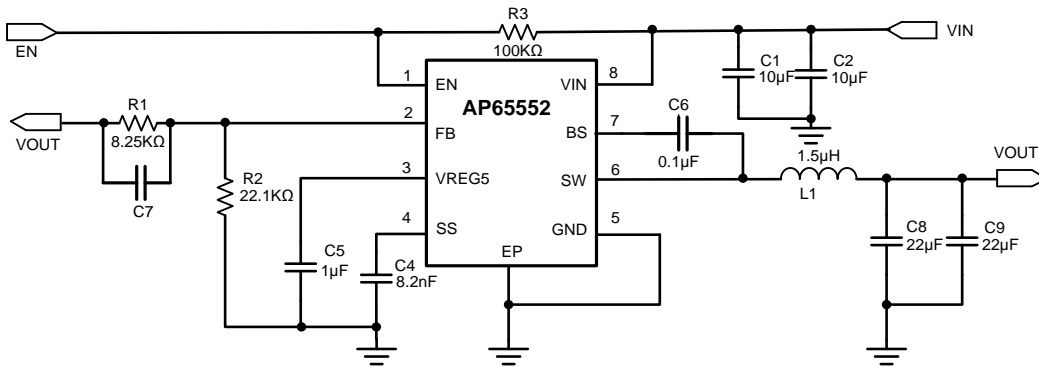 R3
100KΩ
EN
VIN
C1
10µF
C2
10µF
1
EN
VIN
8
AP65552
R1
8.25KΩ
VOUT
C7
2
FB
BS
7
C6
0.1µF
R2
22.1KΩ
3
VREG5
SW
6
1.5µH
L1
VOUT
4
SS
GND
5
EP
C5
1µF
C4
8.2nF
C8
22µF
C9
22µF